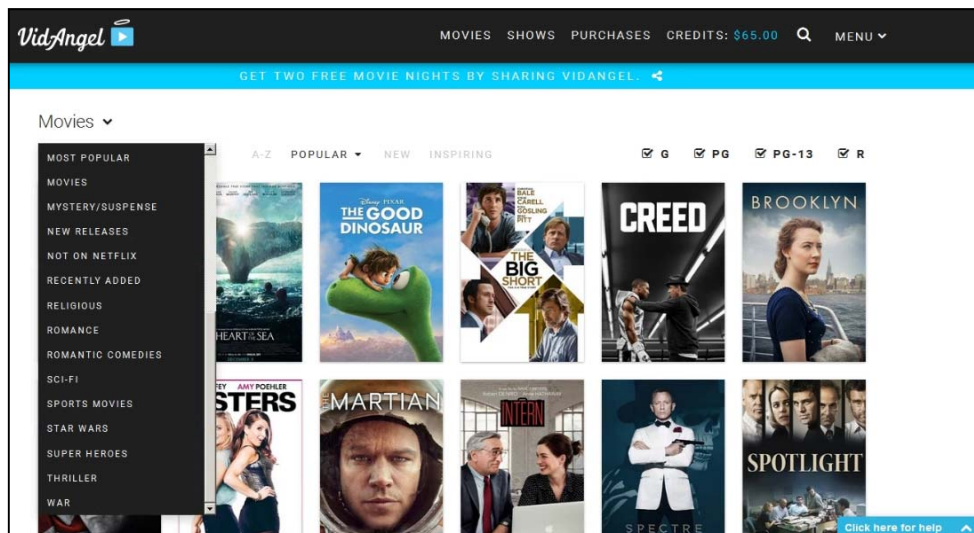 VidAngel
MOVIES SHOWS PURCHASES CREDITS: $65.00 MENU
GET TWO FREE MOVIE NIGHTS BY SHARING VIDANGEL.
Movies
A-Z POPULAR NEW INSPIRING G PG PG-13 R
MOST POPULAR
MOVIES
MYSTERY/SUSPENSE
NEW RELEASES
NOT ON NETFLIX
RECENTLY ADDED
RELIGIOUS
ROMANCE
ROMANTIC COMEDIES
SCI-FI
SPORTS MOVIES
STAR WARS
SUPER HEROES
THRILLER
WAR
HEART OF THE SEA
Disney PIXAR
THE GOOD
DINOSAUR
BALE
CARELL
GOSLING
PITT
THE
BIG
SHORT
CREED
BROOKLYN
AMY POEHLER
STERS
THE MARTIAN
THE
INTERN
SPECTRE
SPOTLIGHT
Click here for help